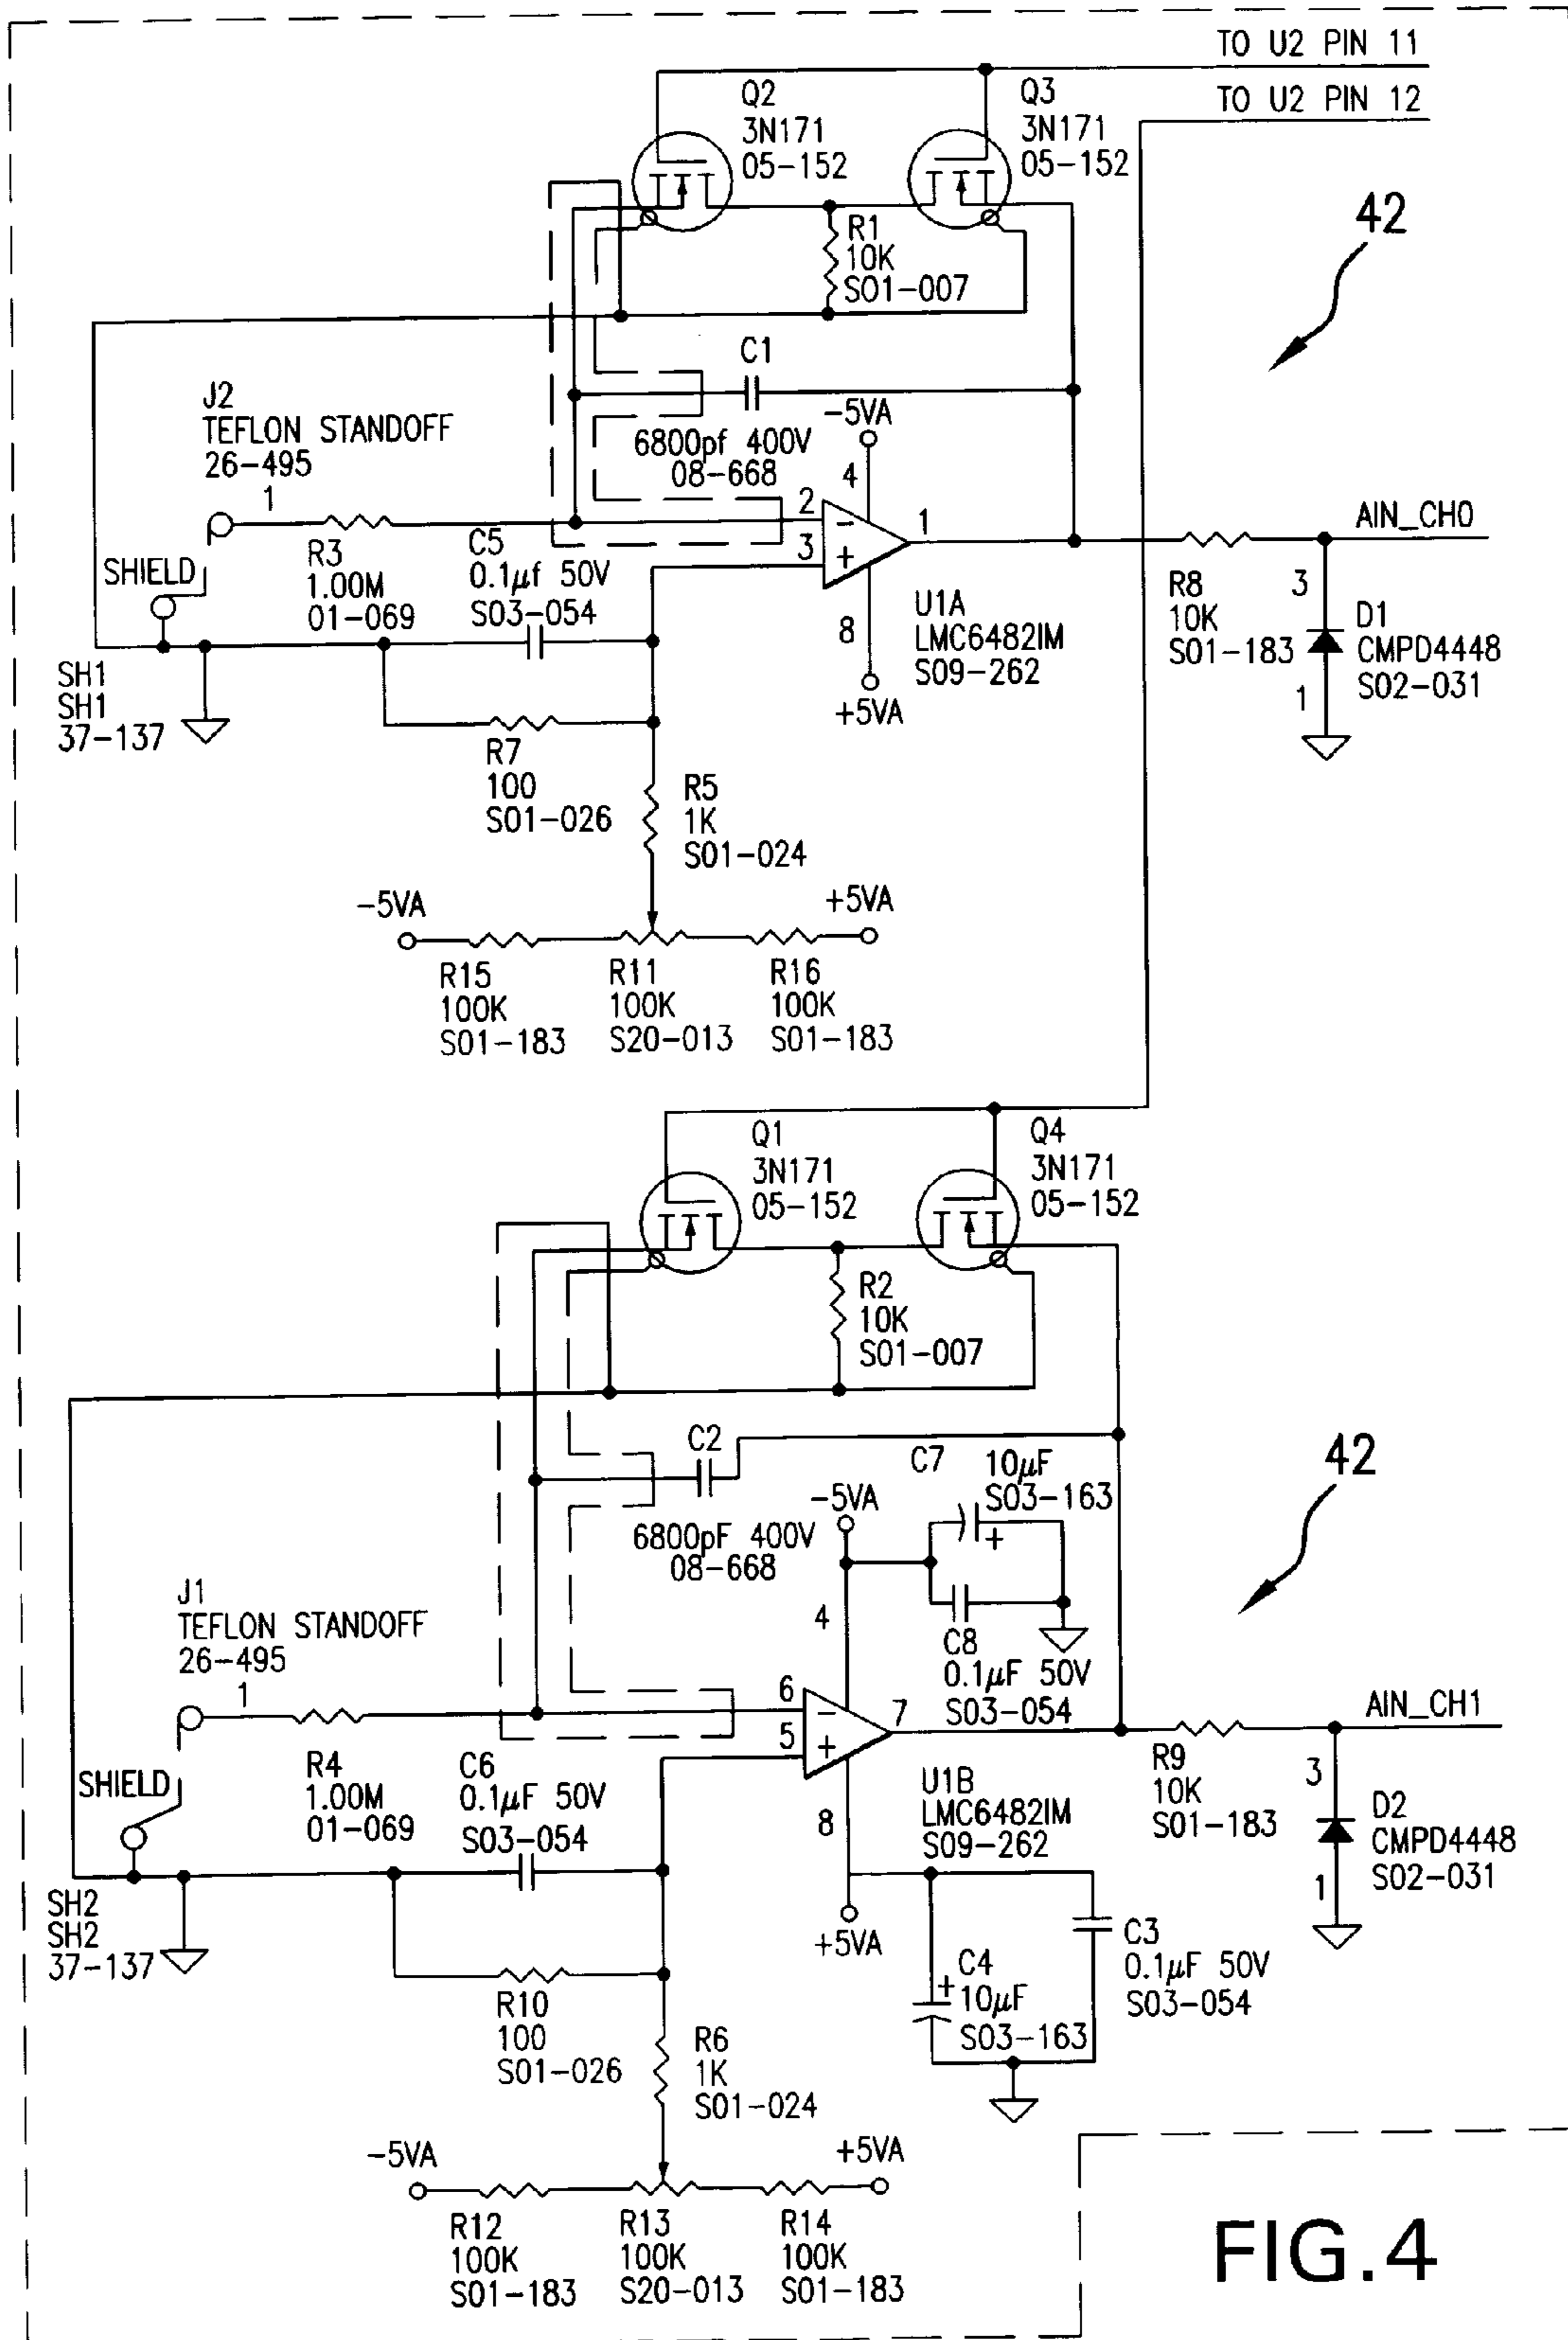 TO U2 PIN 11
TO U2 PIN 12
Q2
3N171
05-152
Q3
3N171
05-152
42
R1
10K
S01-007
C1
6800pf 400V
08-668
J2
TEFLON STANDOFF
26-495
1
-5VA
4
2
-
3
+
1
8
+5VA
U1A
LMC6482IM
S09-262
AIN_CH0
R8
10K
S01-183
3
1
D1
CMPD4448
S02-031
SHIELD
R3
1.00M
01-069
C5
0.1µf 50V
S03-054
SH1
SH1
37-137
R7
100
S01-026
R5
1K
S01-024
-5VA
+5VA
R15
100K
S01-183
R11
100K
S20-013
R16
100K
S01-183
Q1
3N171
05-152
Q4
3N171
05-152
R2
10K
S01-007
42
C2
6800pF 400V
08-668
C7
10µF
S03-163
+
-5VA
4
C8
0.1µF 50V
S03-054
J1
TEFLON STANDOFF
26-495
1
6
-
5
+
7
8
+5VA
U1B
LMC6482IM
S09-262
AIN_CH1
R9
10K
S01-183
3
1
D2
CMPD4448
S02-031
SHIELD
R4
1.00M
01-069
C6
0.1µF 50V
S03-054
SH2
SH2
37-137
C4
+
10µF
S03-163
C3
0.1µF 50V
S03-054
R10
100
S01-026
R6
1K
S01-024
-5VA
+5VA
R12
100K
S01-183
R13
100K
S20-013
R14
100K
S01-183
FIG.4